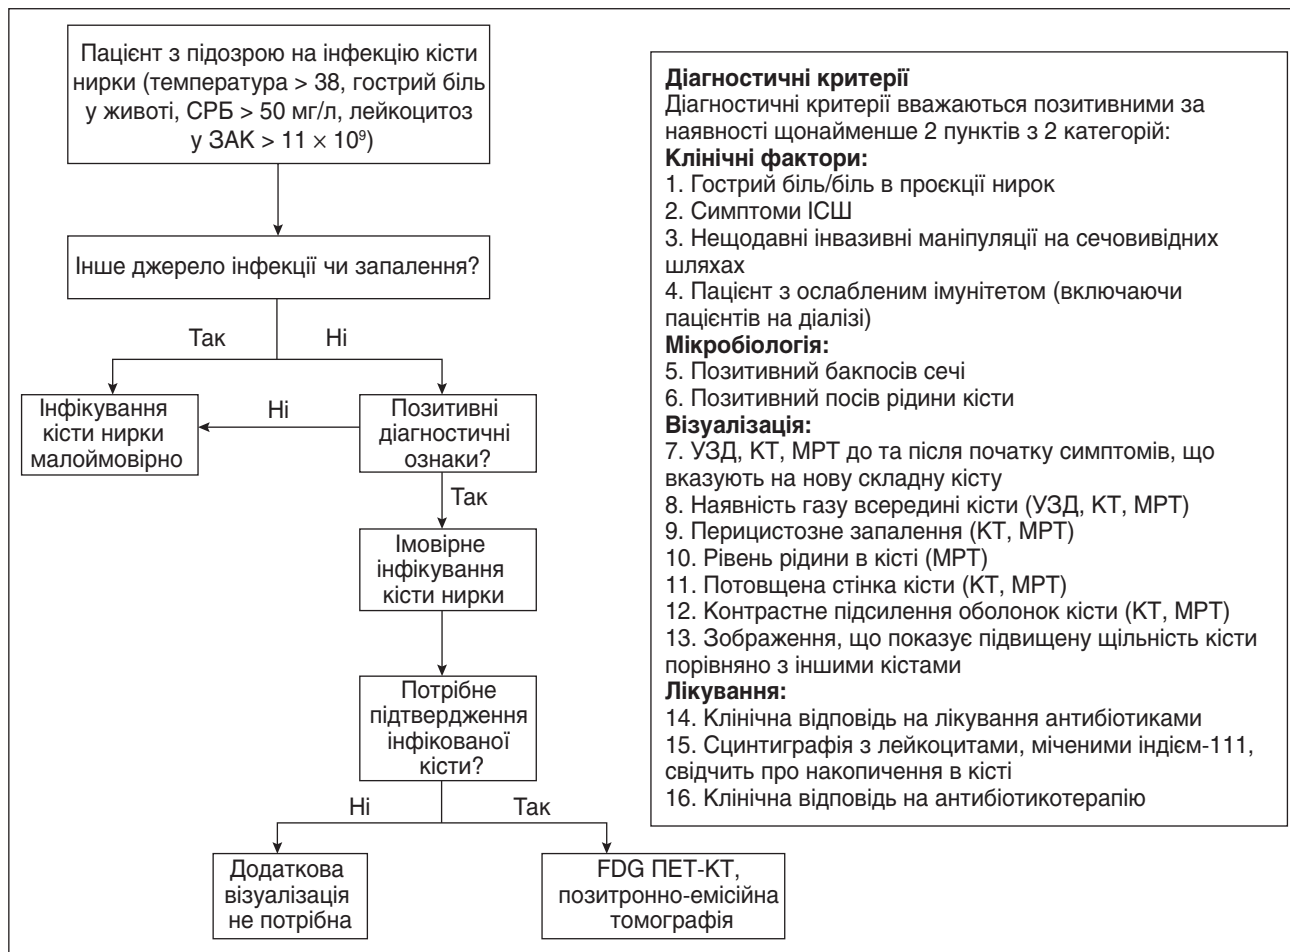 Пацієнт з підозрою на інфекцію кісти
нирки (температура > 38, гострий біль
у животі, СРБ > 50 мг/л, лейкоцитоз
у ЗАК > 11 × 10⁹)
Інше джерело інфекції чи запалення?
Так
Ні
Інфікування
кісти нирки
малоймовірно
Ні
Позитивні
діагностичні
ознаки?
Так
Імовірне
інфікування
кісти нирки
Потрібне
підтвердження
інфікованої
кісти?
Ні
Так
Додаткова
візуалізація
не потрібна
FDG ПЕТ-КТ,
позитронно-емісійна
томографія
Діагностичні критерії
Діагностичні критерії вважаються позитивними за
наявності щонайменше 2 пунктів з 2 категорій:
Клінічні фактори:
1. Гострий біль/біль в проєкції нирок
2. Симптоми ІСШ
3. Нещодавні інвазивні маніпуляції на сечовивідних
шляхах
4. Пацієнт з ослабленим імунітетом (включаючи
пацієнтів на діалізі)
Мікробіологія:
5. Позитивний бакпосів сечі
6. Позитивний посів рідини кісти
Візуалізація:
7. УЗД, КТ, МРТ до та після початку симптомів, що
вказують на нову складну кісту
8. Наявність газу всередині кісти (УЗД, КТ, МРТ)
9. Перицистозне запалення (КТ, МРТ)
10. Рівень рідини в кісті (МРТ)
11. Потовщена стінка кісти (КТ, МРТ)
12. Контрастне підсилення оболонок кісти (КТ, МРТ)
13. Зображення, що показує підвищену щільність кісти
порівняно з іншими кістами
Лікування:
14. Клінічна відповідь на лікування антибіотиками
15. Сцинтиграфія з лейкоцитами, міченими індієм-111,
свідчить про накопичення в кісті
16. Клінічна відповідь на антибіотикотерапію